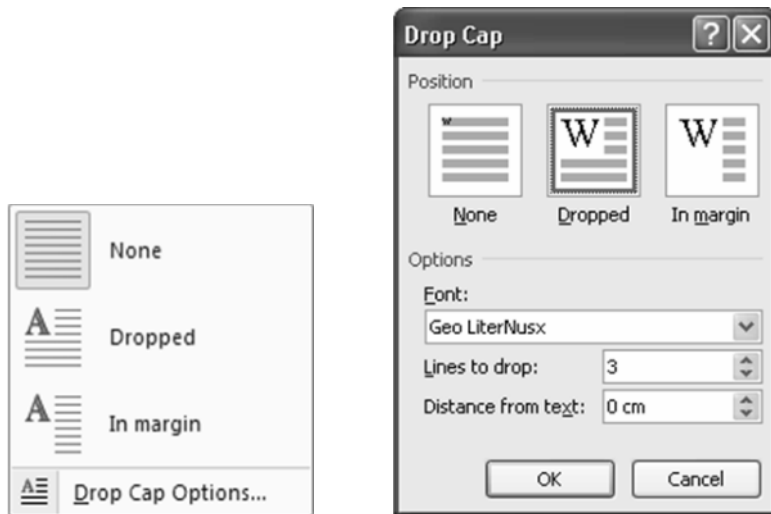 None
A
Dropped
A
In margin
A Drop Cap Options...
Drop Cap
Position
W W W
None Dropped In margin
Options
Font:
Geo LiterNusx
Lines to drop: 3
Distance from text: 0 cm
OK Cancel